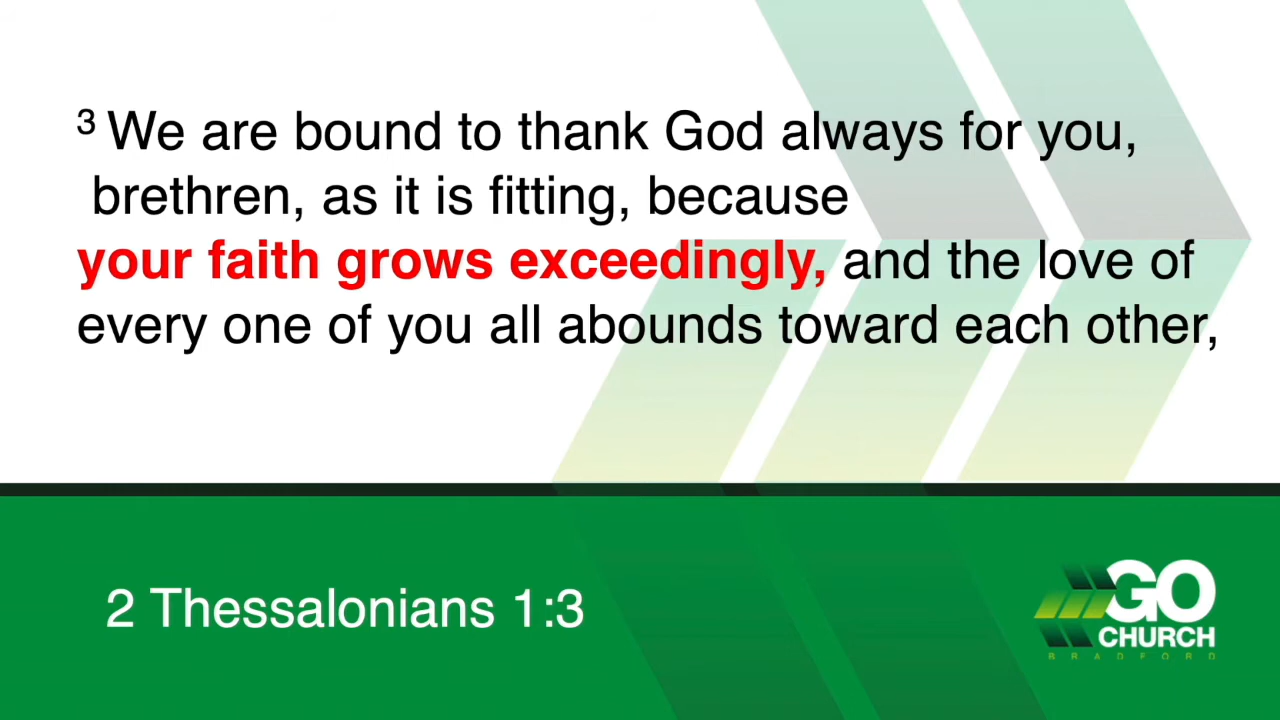 3 We are bound to thank God always for you,
brethren, as it is fitting, because
your faith grows exceedingly, and the love of
every one of you all abounds toward each other,
2 Thessalonians 1:3
GO
CHURCH
BRADFORD